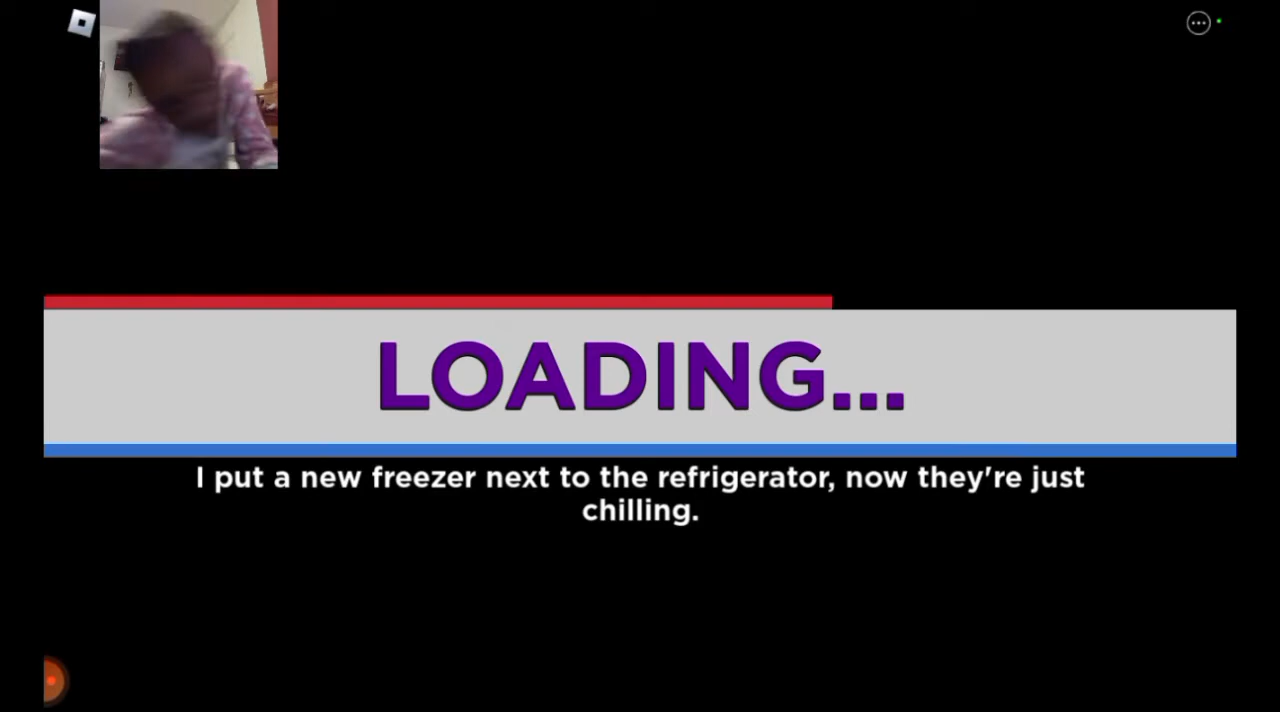 LOADING...
I put a new freezer next to the refrigerator, now they're just
chilling.